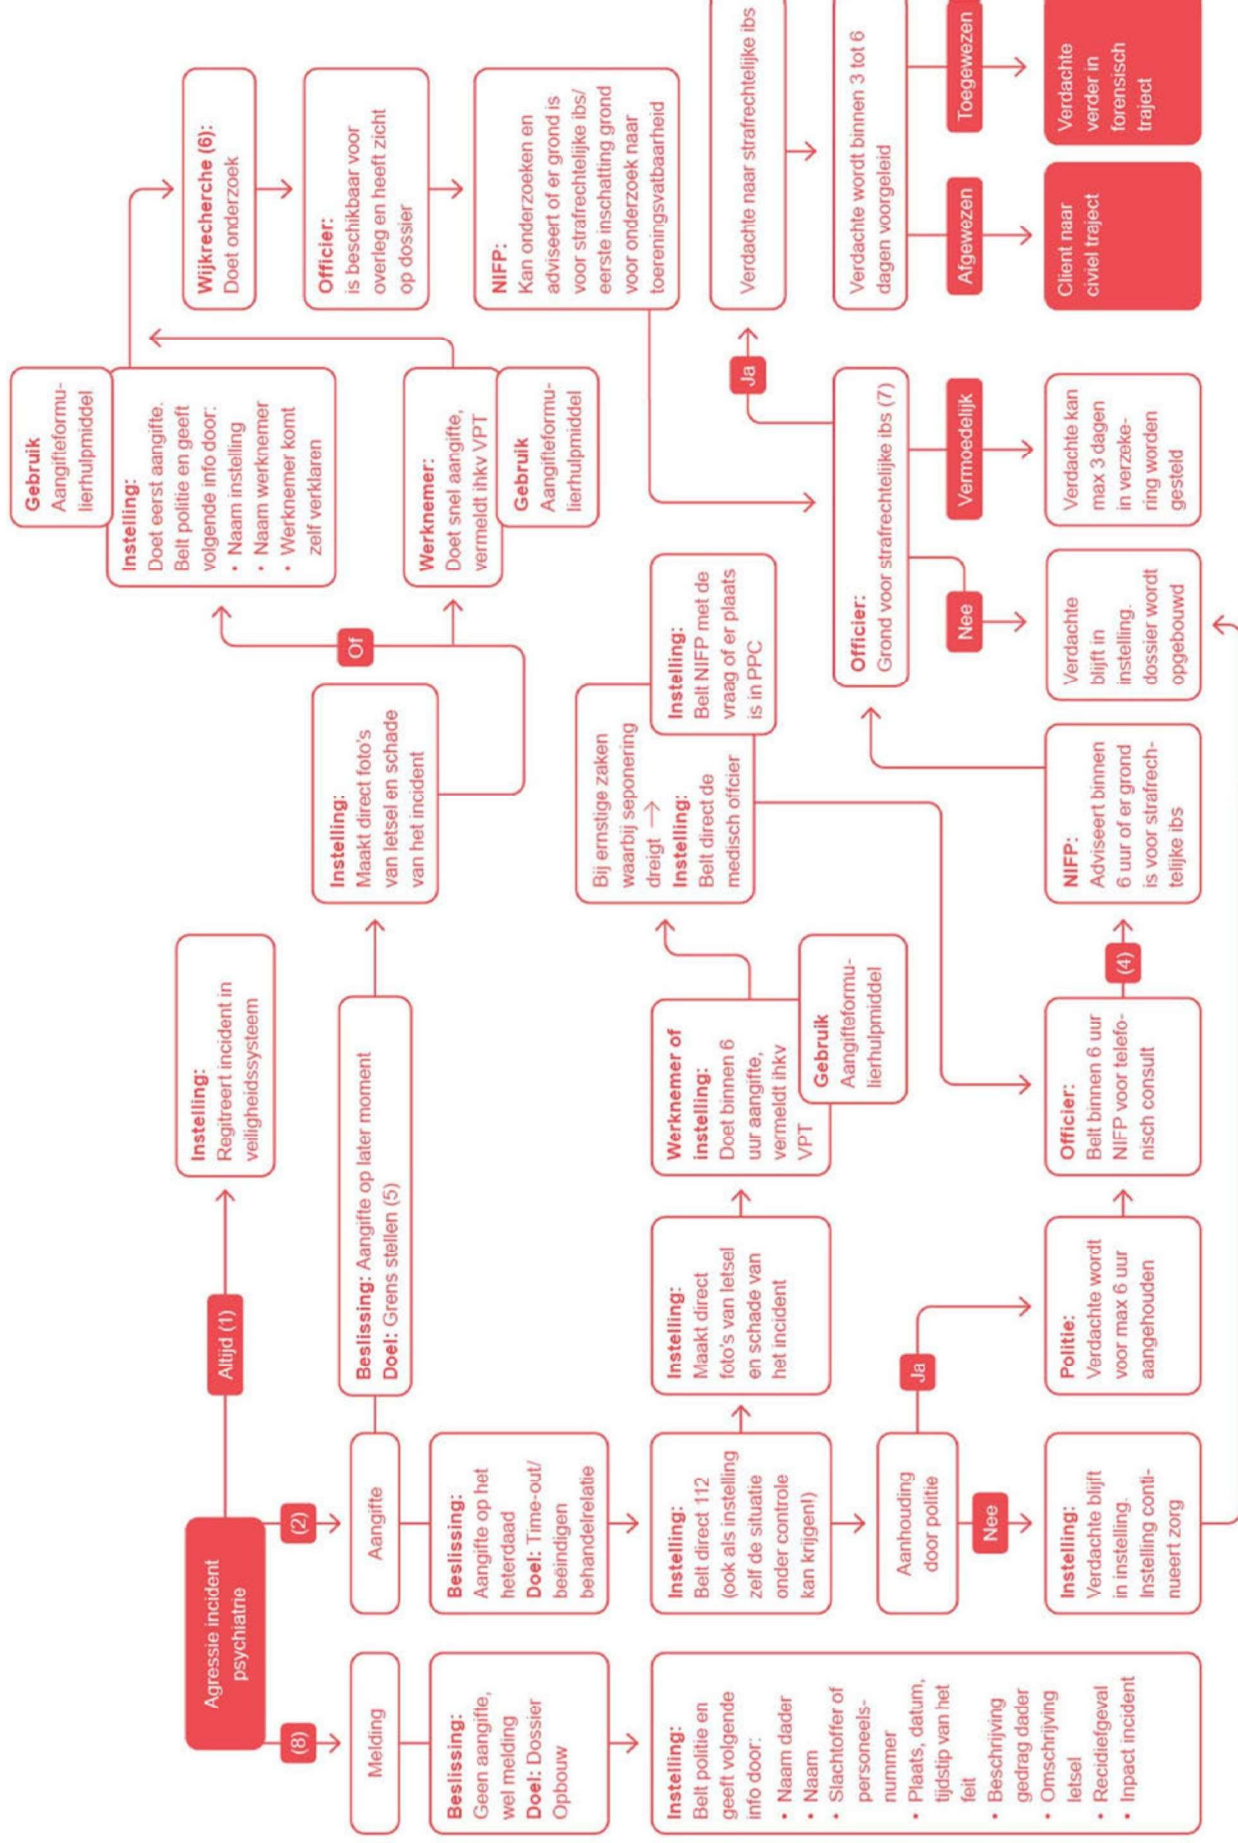 Agressie incident
psychiatrie
Altijd (1)
Instelling:
Regitreert incident in
veiligheidssysteem
(8)
Melding
Beslissing:
Geen aangifte,
wel melding
Doel: Dossier
Opbouw
Instelling:
Belt politie en
geeft volgende
info door:
• Naam dader
• Naam
• Slachtoffer of
personeels-
nummer
• Plaats, datum,
tijdstip van het
feit
• Beschrijving
gedrag dader
• Omschrijving
letsel
• Recidiefgeval
• Inpact incident
(2)
Aangifte
Beslissing: Aangifte op later moment
Doel: Grens stellen (5)
Instelling:
Maakt direct foto's
van letsel en schade
van het incident
Of
Gebruik
Aangifteformu-
lierhulpmiddel
Instelling:
Doet eerst aangifte.
Belt politie en geeft
volgende info door:
• Naam instelling
• Naam werknemer
• Werknemer komt
zelf verklaren
Werknemer:
Doet snel aangifte,
vermeldt ihkv VPT
Gebruik
Aangifteformu-
lierhulpmiddel
Wijkrecherche (6):
Doet onderzoek
Officier:
is beschikbaar voor
overleg en heeft zicht
op dossier
NIFP:
Kan onderzoeken en
adviseert of er grond is
voor strafrechtelijke ibs/
eerste inschatting grond
voor onderzoek naar
toereningsvatbaarheid
Beslissing:
Aangifte op het
heterdaad
Doel: Time-out/
beëindigen
behandelrelatie
Instelling:
Belt direct 112
(ook als instelling
zelf de situatie
onder controle
kan krijgen!)
Instelling:
Maakt direct
foto's van letsel
en schade van
het incident
Werknemer of
instelling:
Doet binnen 6
uur aangifte,
vermeldt ihkv
VPT
Gebruik
Aangifteformu-
lierhulpmiddel
Bij ernstige zaken
waarbij seponering
dreigt →
Instelling:
Belt direct de
medisch offcier
Instelling:
Belt NIFP met de
vraag of er plaats
is in PPC
Aanhouding
door politie
Nee
Instelling:
Verdachte blijft
in instelling.
Instelling conti-
nueert zorg
Ja
Politie:
Verdachte wordt
voor max 6 uur
aangehouden
Officier:
Belt binnen 6 uur
NIFP voor telefo-
nisch consult
(4)
NIFP:
Adviseert binnen
6 uur of er grond
is voor strafrech-
telijke ibs
Officier:
Grond voor strafrechtelijke ibs (7)
Nee
Verdachte
blijft in
instelling.
dossier wordt
opgebouwd
Vermoedelijk
Verdachte kan
max 3 dagen
in verzeke-
ring worden
gesteld
Ja
Verdachte naar strafrechtelijke ibs
Verdachte wordt binnen 3 tot 6
dagen voorgeleid
Afgewezen
Client naar
civiel traject
Toegewezen
Verdachte
verder in
forensisch
traject